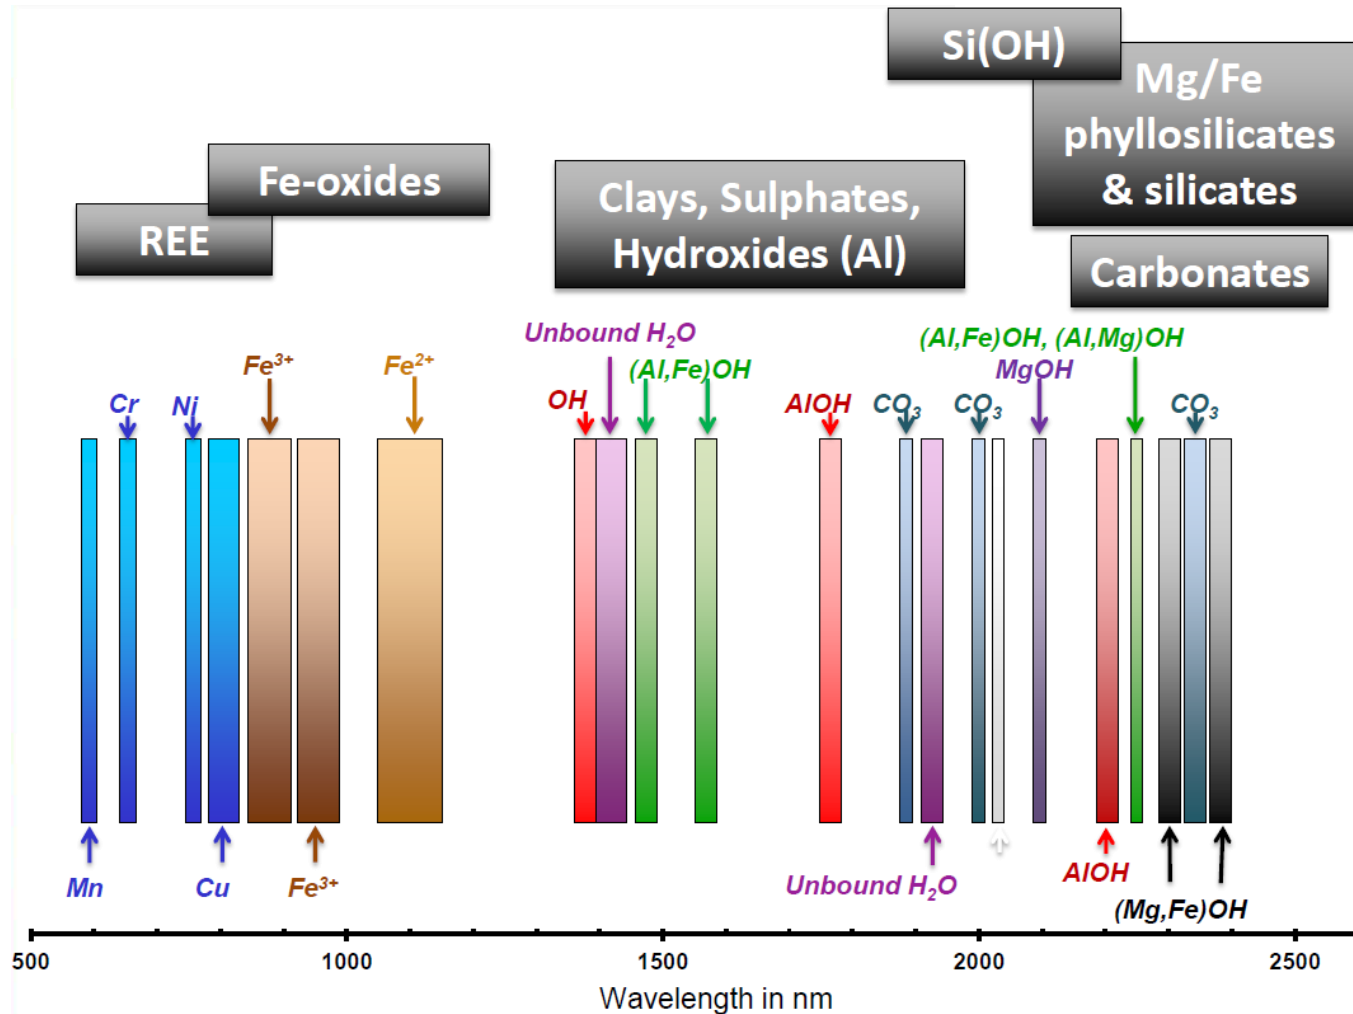 Si(OH)
Mg/Fe
phyllosilicates
& silicates
Fe-oxides
REE
Clays, Sulphates,
Hydroxides (Al)
Carbonates
Unbound H₂O
(Al,Fe)OH, (Al,Mg)OH
Fe³⁺
Fe²⁺
(Al,Fe)OH
MgOH
Cr
Ni
OH
AlOH
CO₃
CO₃
CO₃
Mn
Cu
Fe³⁺
Unbound H₂O
AlOH
(Mg,Fe)OH
500
1000
1500
2000
2500
Wavelength in nm